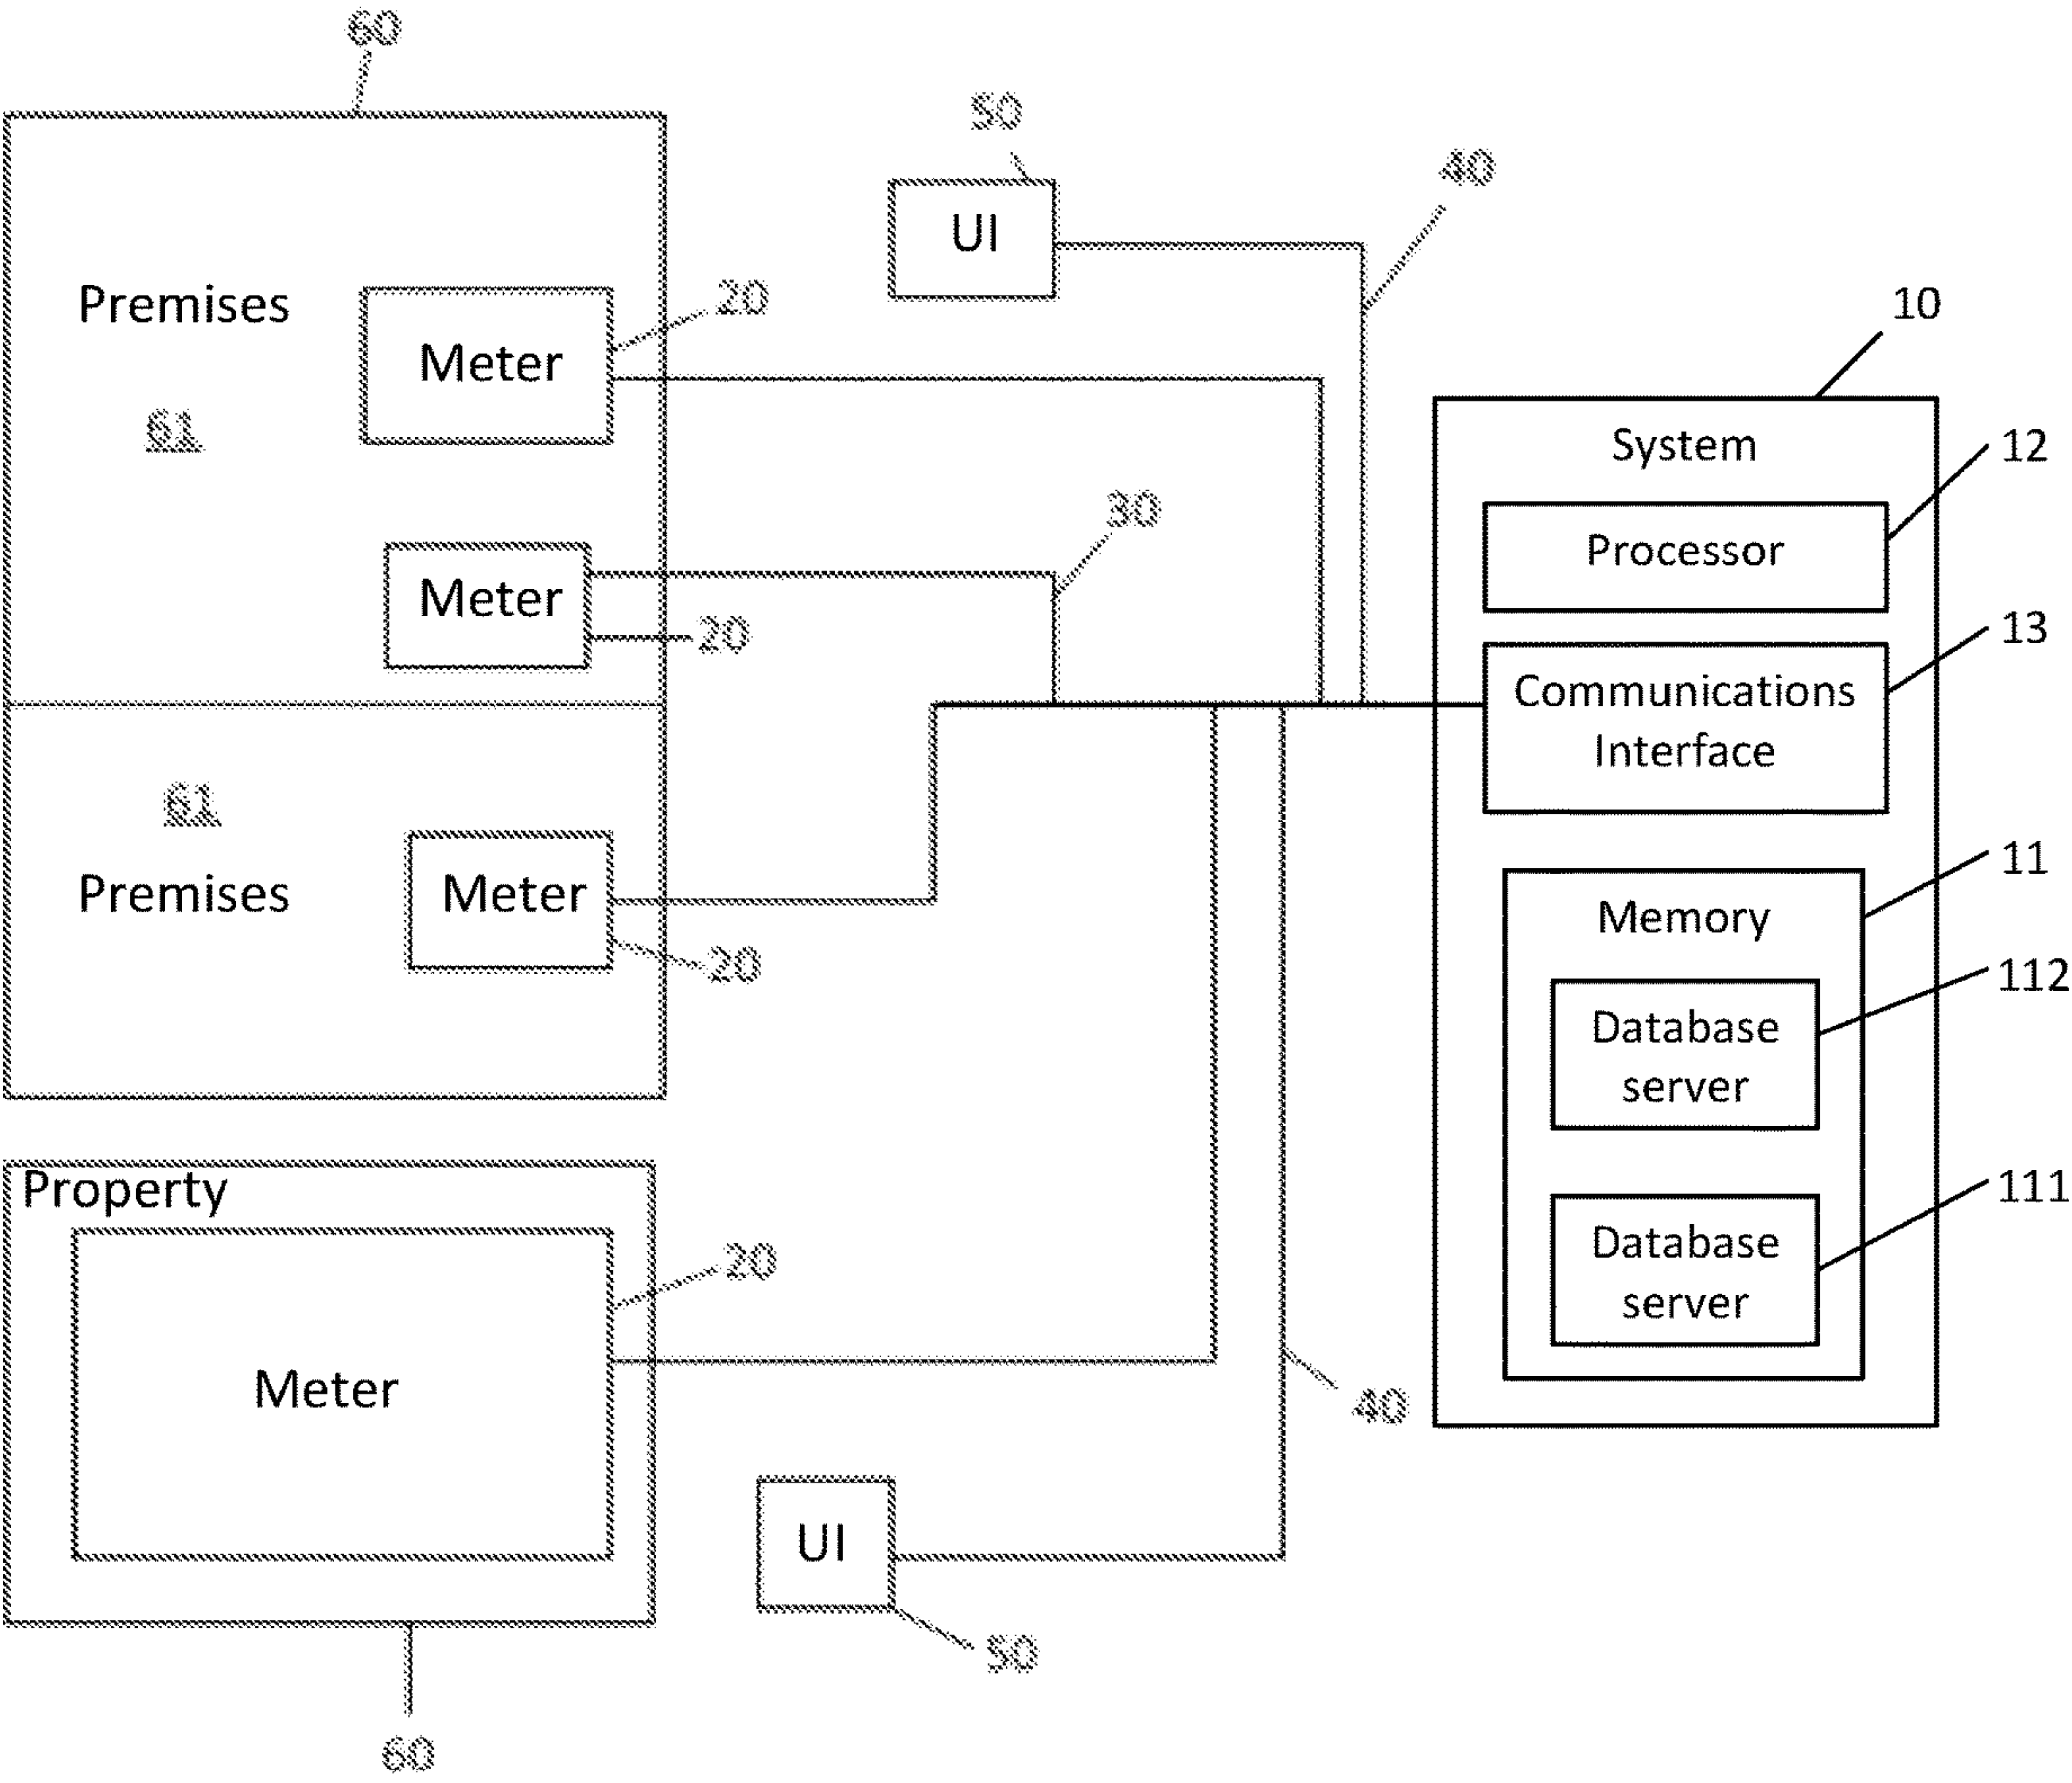 60
50
40
UI
Premises
20
Meter
61
10
System
12
Processor
30
Meter
20
13
Communications
Interface
61
Premises
Meter
20
11
Memory
112
Database
server
111
Database
server
Property
20
Meter
40
UI
50
60